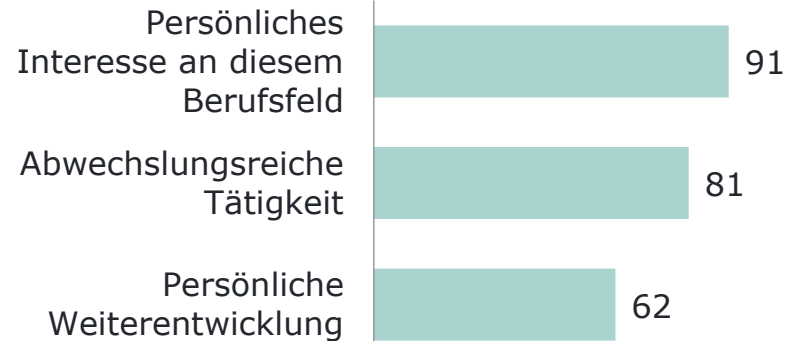 Persönliches
Interesse an diesem
Berufsfeld
91
Abwechslungsreiche
Tätigkeit
81
Persönliche
Weiterentwicklung
62